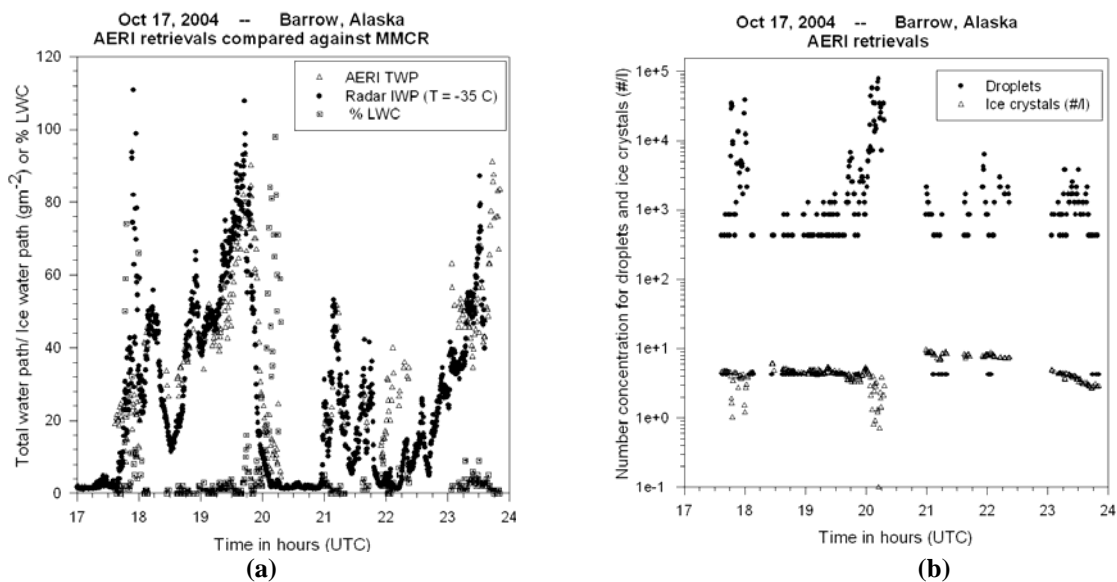 Oct 17, 2004 -- Barrow, Alaska
AERI retrievals compared against MMCR
120
100
80
60
40
20
0
Total water path/ Ice water path (gm-2) or % LWC
AERI TWP
Radar IWP (T = -35 C)
% LWC
17 18 19 20 21 22 23 24
Time in hours (UTC)
(a)
Oct 17, 2004 -- Barrow, Alaska
AERI retrievals
1e+5
1e+4
1e+3
1e+2
1e+1
1e+0
1e-1
Number concentration for droplets and ice crystals (#/l)
Droplets
Ice crystals (#/l)
17 18 19 20 21 22 23 24
Time in hours (UTC)
(b)